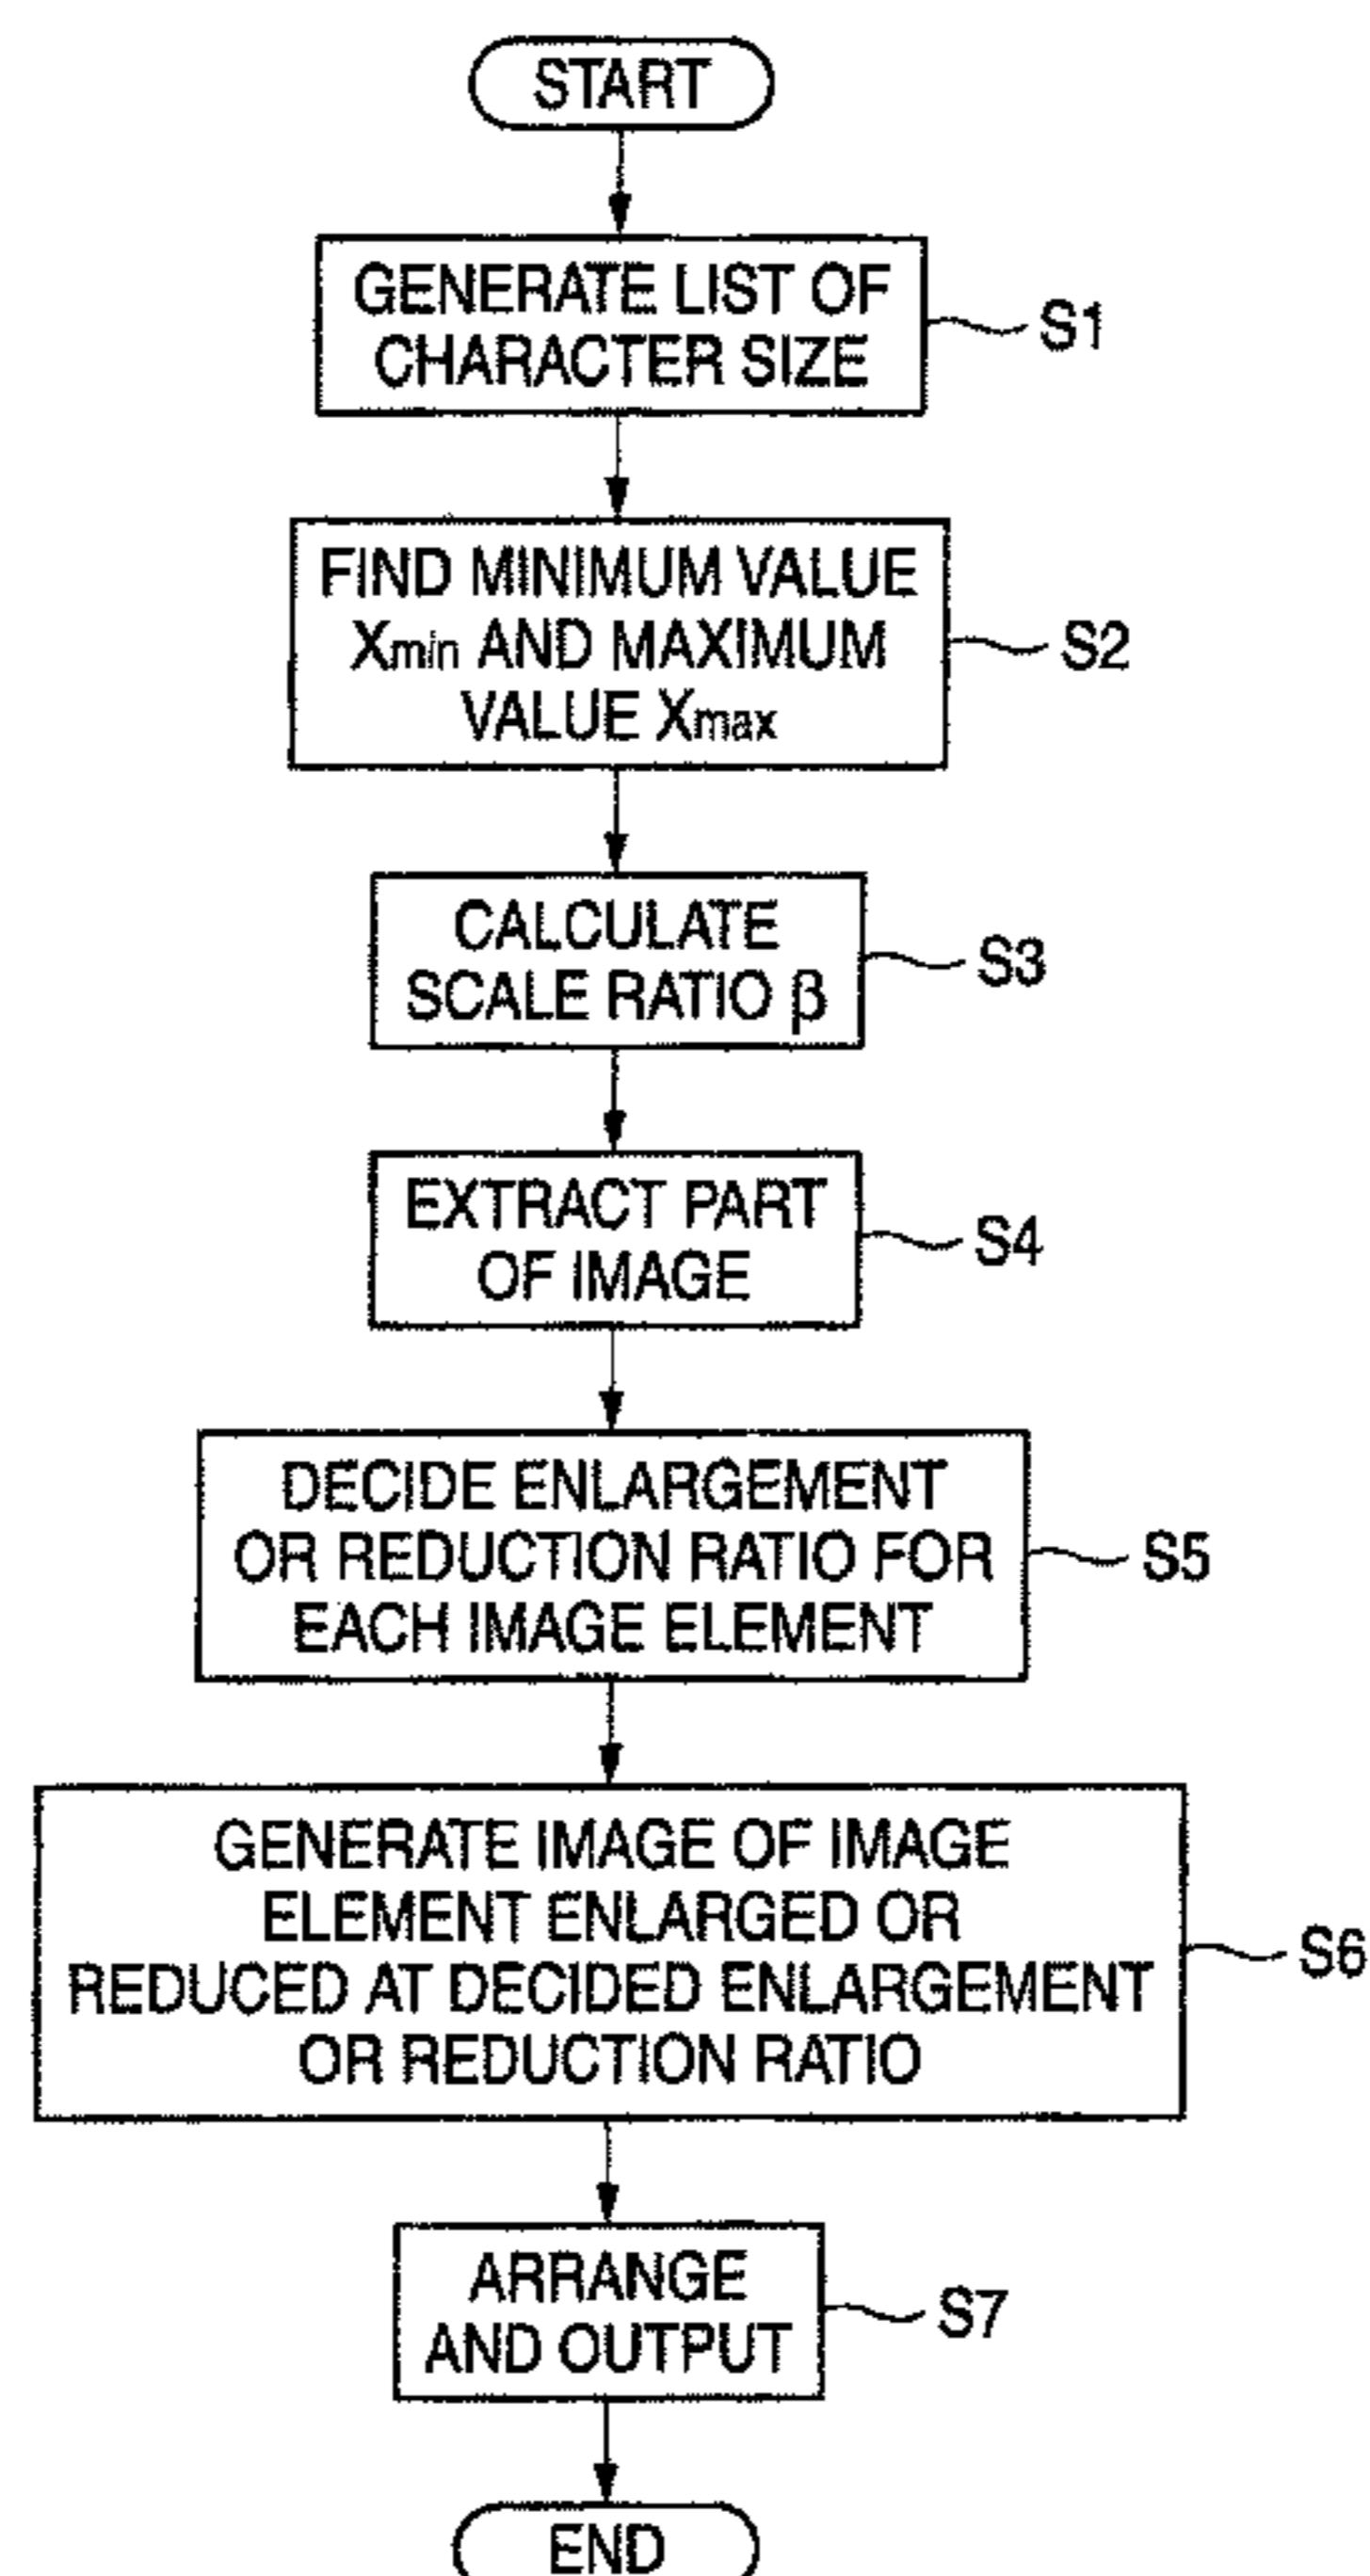 START
GENERATE LIST OF
CHARACTER SIZE
S1
FIND MINIMUM VALUE
Xmin AND MAXIMUM
VALUE Xmax
S2
CALCULATE
SCALE RATIO β
S3
EXTRACT PART
OF IMAGE
S4
DECIDE ENLARGEMENT
OR REDUCTION RATIO FOR
EACH IMAGE ELEMENT
S5
GENERATE IMAGE OF IMAGE
ELEMENT ENLARGED OR
REDUCED AT DECIDED ENLARGEMENT
OR REDUCTION RATIO
S6
ARRANGE
AND OUTPUT
S7
END